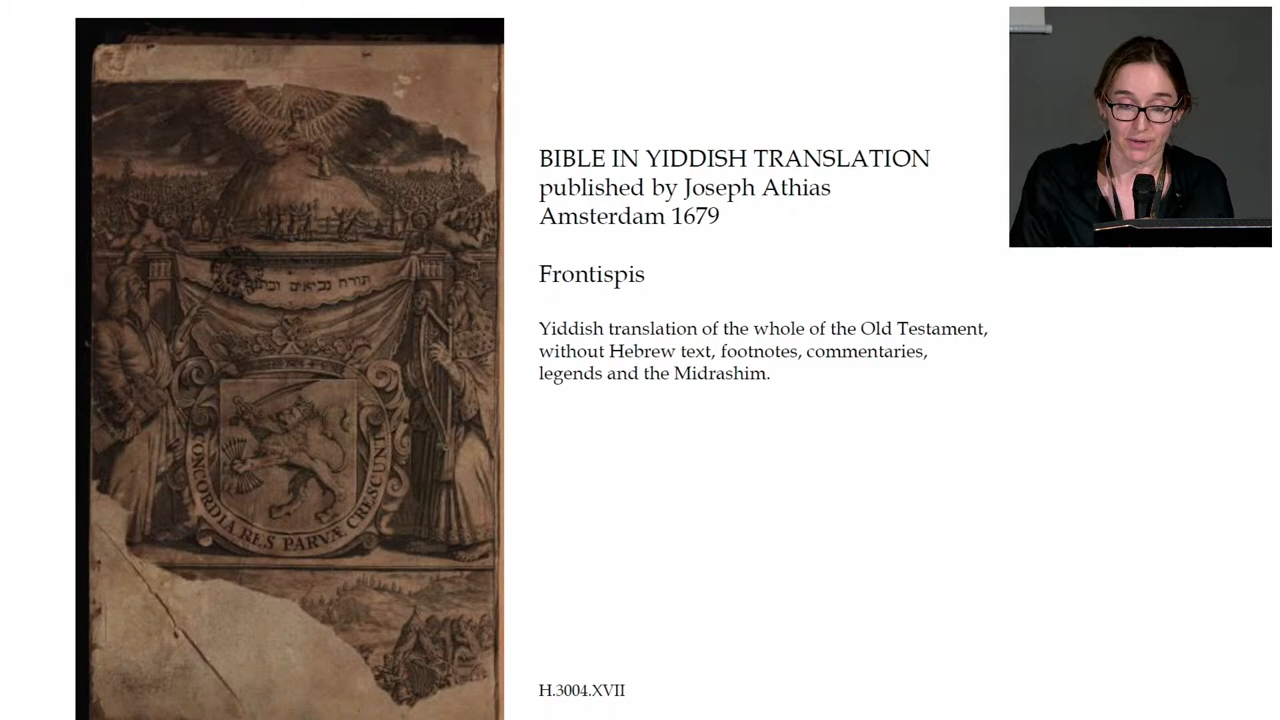 תורה נביאים וכתובים
CONCORDIA RES PARVÆ CRESCUNT
BIBLE IN YIDDISH TRANSLATION
published by Joseph Athias
Amsterdam 1679
Frontispis
Yiddish translation of the whole of the Old Testament,
without Hebrew text, footnotes, commentaries,
legends and the Midrashim.
H.3004.XVII